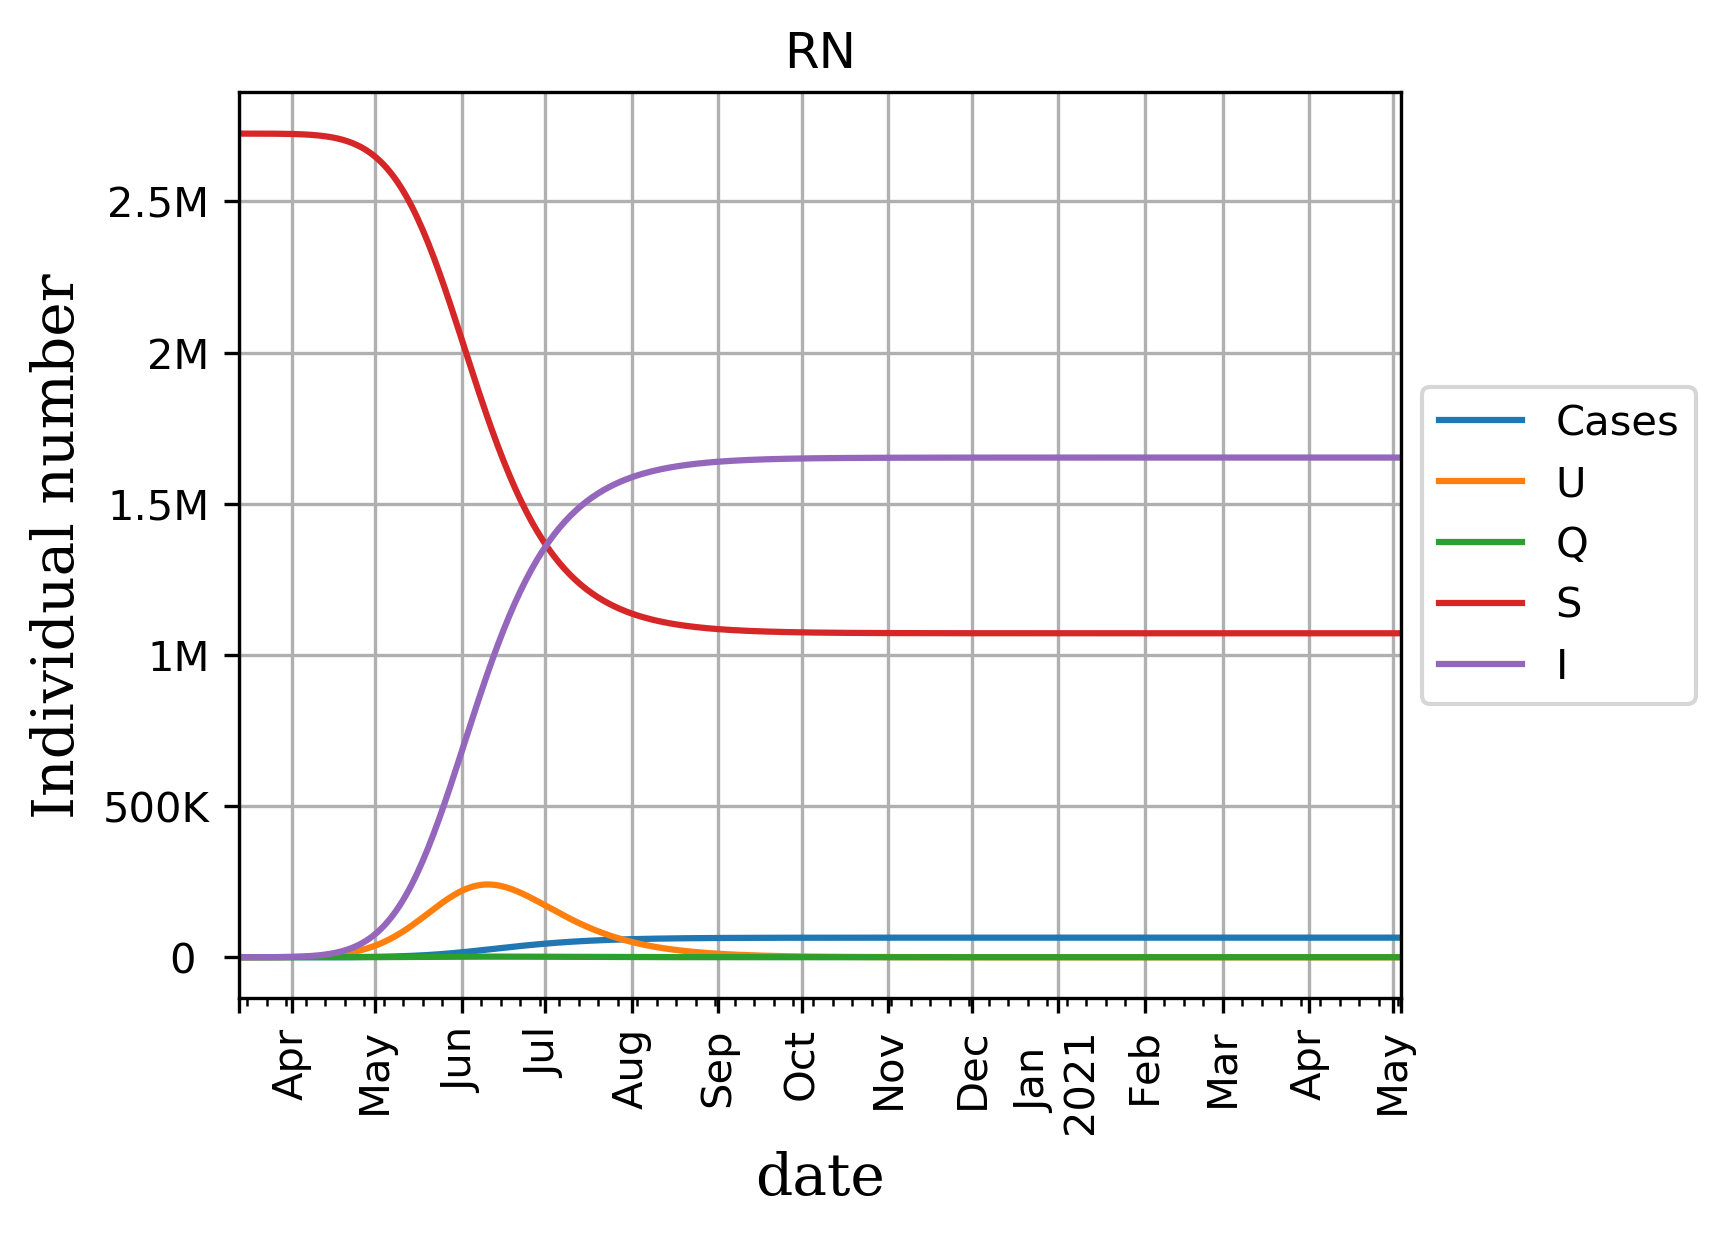 RN
Individual number
2.5M
2M
1.5M
1M
500K
0
Apr
May
Jun
Jul
Aug
Sep
Oct
Nov
Dec
Jan
2021
Feb
Mar
Apr
May
date
Cases
U
Q
S
I